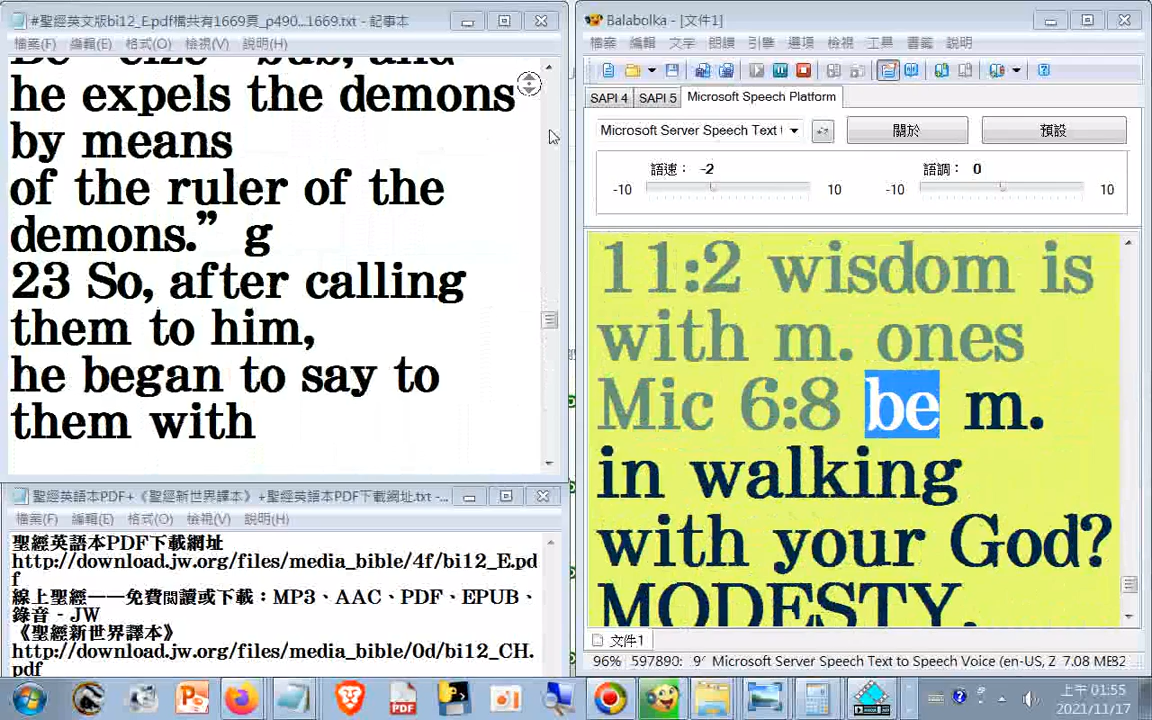 #聖經英文版bi12_E.pdf檔共有1669頁_p490...1669.txt - 記事本
檔案(F) 編輯(E) 格式(O) 檢視(V) 說明(H)
he expels the demons
by means
of the ruler of the
demons.” g
23 So, after calling
them to him,
he began to say to
them with
聖經英語本PDF+《聖經新世界譯本》+聖經英語本PDF下載網址.txt -...
檔案(F) 編輯(E) 格式(O) 檢視(V) 說明(H)
聖經英語本PDF下載網址
http://download.jw.org/files/media_bible/4f/bi12_E.pd
f
線上聖經——免費閱讀或下載：MP3、AAC、PDF、EPUB、
錄音 - JW
《聖經新世界譯本》
http://download.jw.org/files/media_bible/0d/bi12_CH.
pdf
Balabolka - [文件1]
檔案 編輯 文字 朗讀 引擎 選項 檢視 工具 書籤 說明
SAPI 4 SAPI 5 Microsoft Speech Platform
Microsoft Server Speech Text 關於 預設
語速： -2 語調： 0
-10 10 -10 10
11:2 wisdom is
with m. ones
Mic 6:8 be m.
in walking
with your God?
MODESTY.
文件1
96% 597890: Microsoft Server Speech Text to Speech Voice (en-US, Z 7.08 MB
上午 01:55
2021/11/17